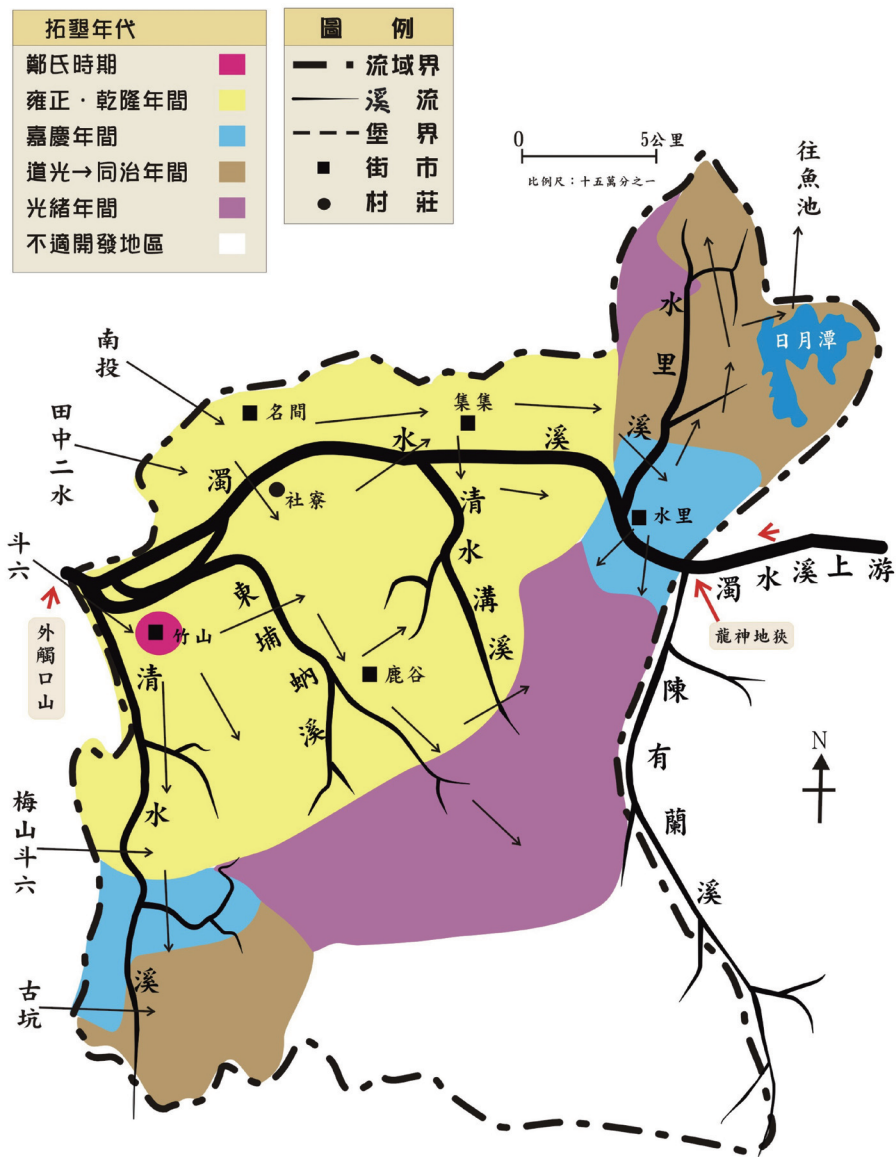 拓墾年代
鄭氏時期
雍正・乾隆年間
嘉慶年間
道光→同治年間
光緒年間
不適開發地區
圖例
流域界
溪流
堡界
街市
村莊
0 5公里
比例尺：十五萬分之一
往魚池
日月潭
水里溪
南投
名間
集集
田中二水
濁水溪
社寮
清水溝溪
水里
濁水溪上游
龍神地狹
斗六
外觸口山
竹山
東埔蚋溪
鹿谷
清水溪
陳有蘭溪
N
梅山斗六
古坑